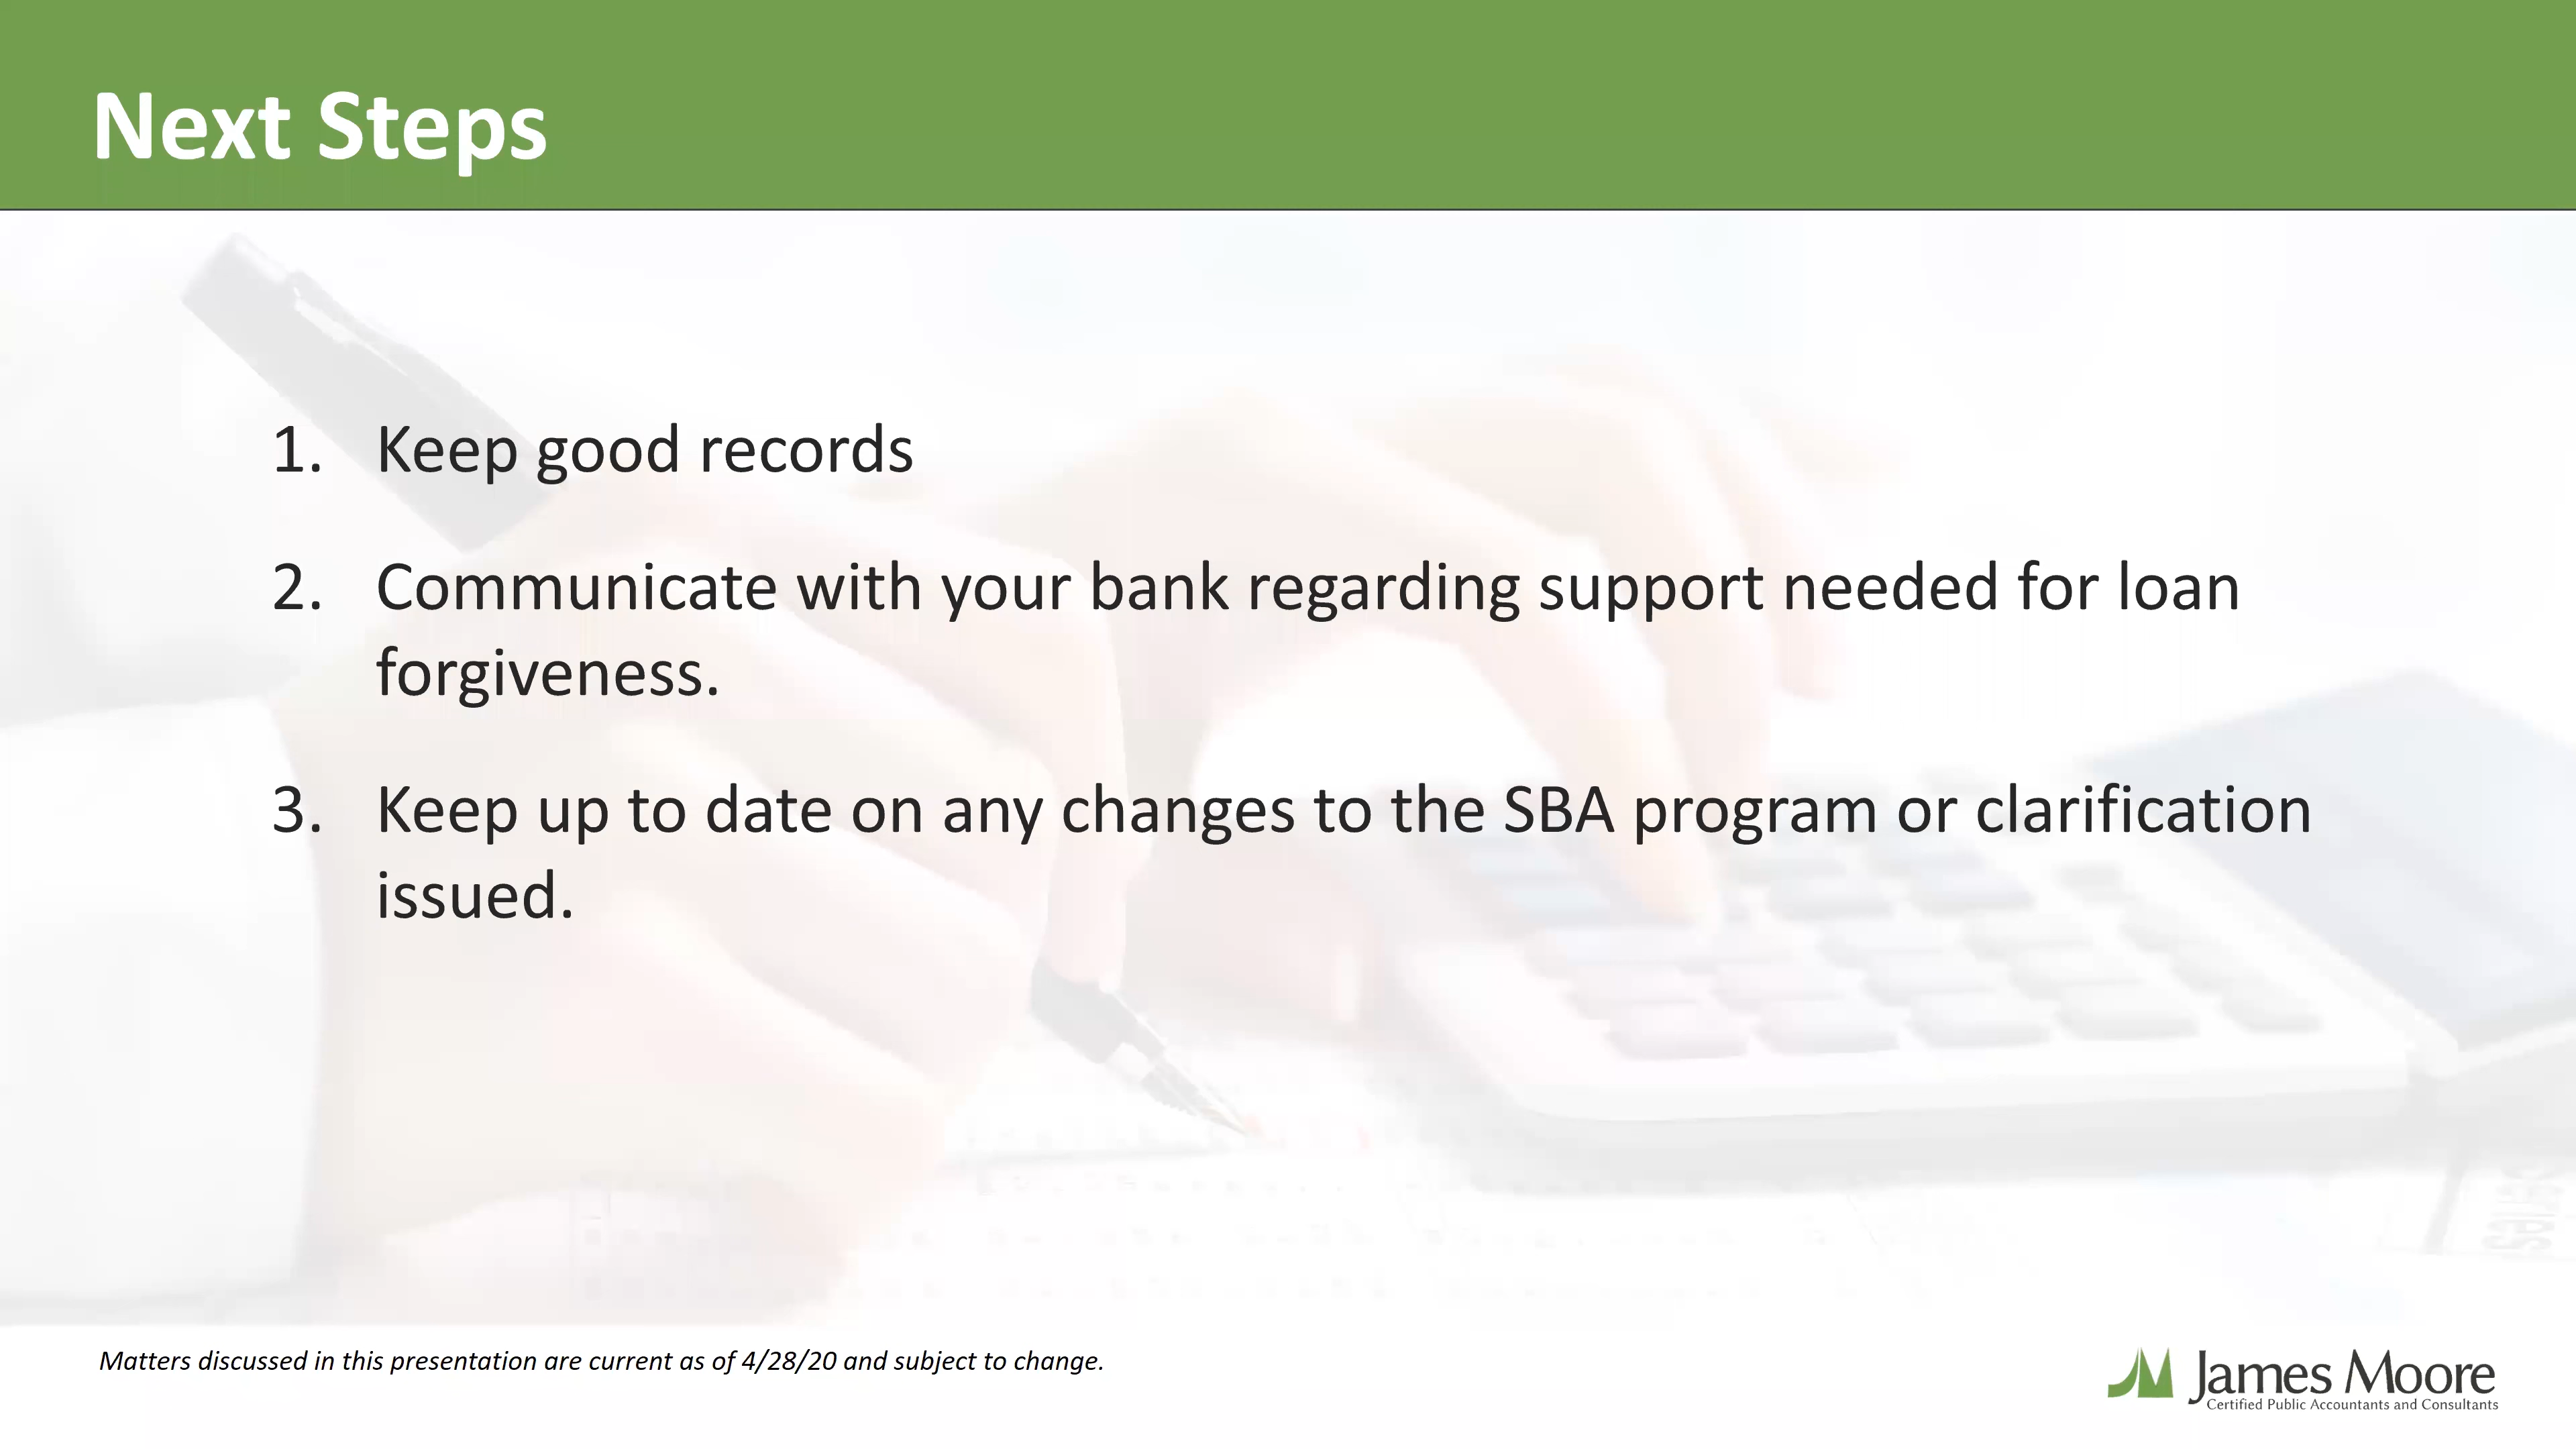 Next Steps
1. Keep good records
2. Communicate with your bank regarding support needed for loan
forgiveness.
3. Keep up to date on any changes to the SBA program or clarification
issued.
Matters discussed in this presentation are current as of 4/28/20 and subject to change.
James Moore
Certified Public Accountants and Consultants